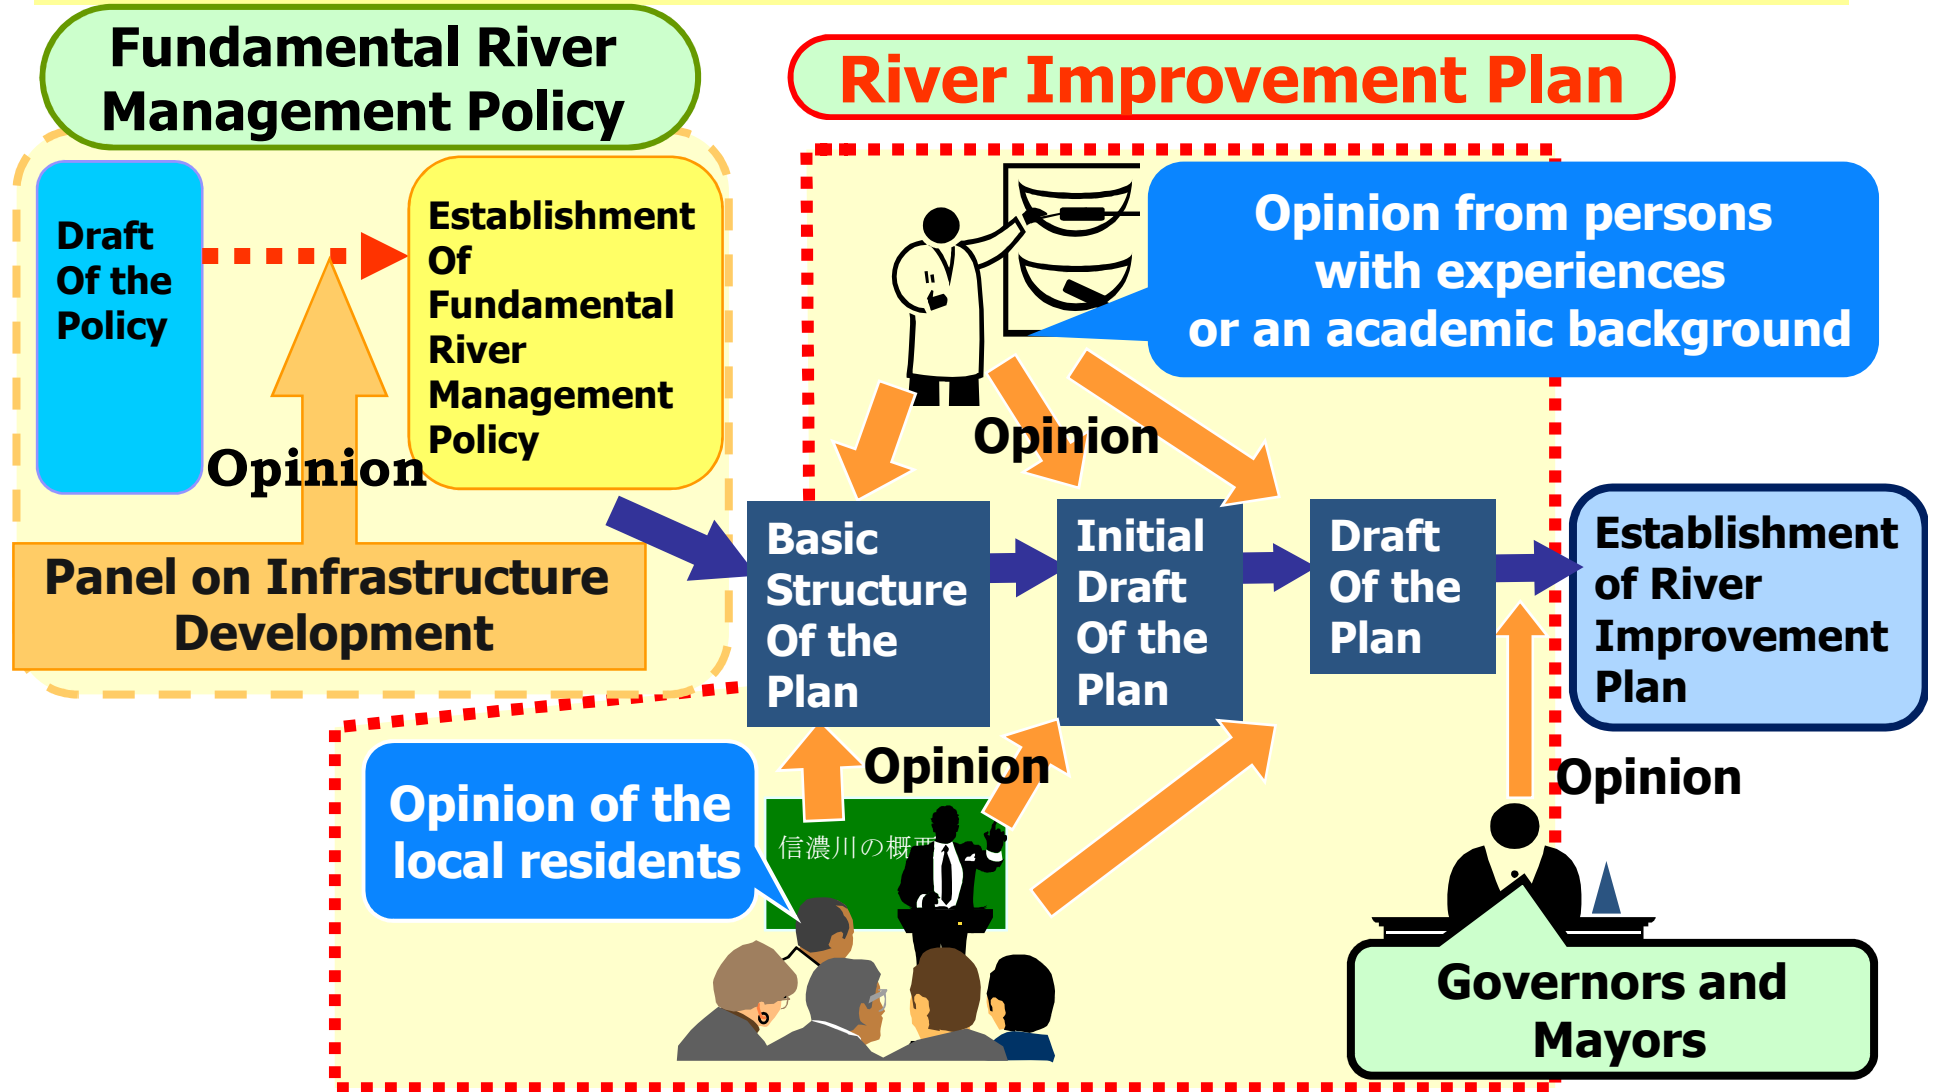 Fundamental River
Management Policy
River Improvement Plan
Draft
Of the
Policy
Establishment
Of
Fundamental
River
Management
Policy
Opinion
Panel on Infrastructure
Development
Opinion from persons
with experiences
or an academic background
Opinion
Basic
Structure
Of the
Plan
Initial
Draft
Of the
Plan
Draft
Of the
Plan
Establishment
of River
Improvement
Plan
Opinion
Opinion
Opinion of the
local residents
信濃川の概要
Governors and
Mayors